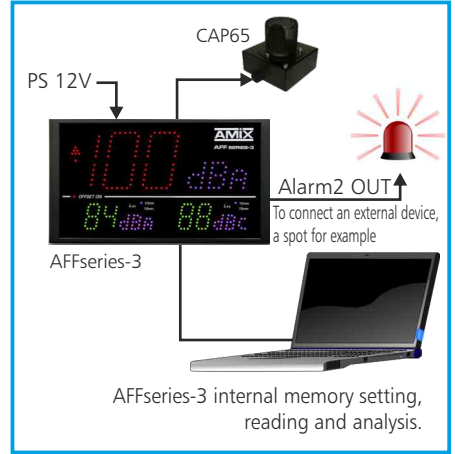 CAP65
PS 12V
AMIX
AFF SERIES-3
100 dBA
OFFSET ON
84 dBA
88 dBC
Alarm2 OUT
To connect an external device,
a spot for example
AFFseries-3
AFFseries-3 internal memory setting,
reading and analysis.